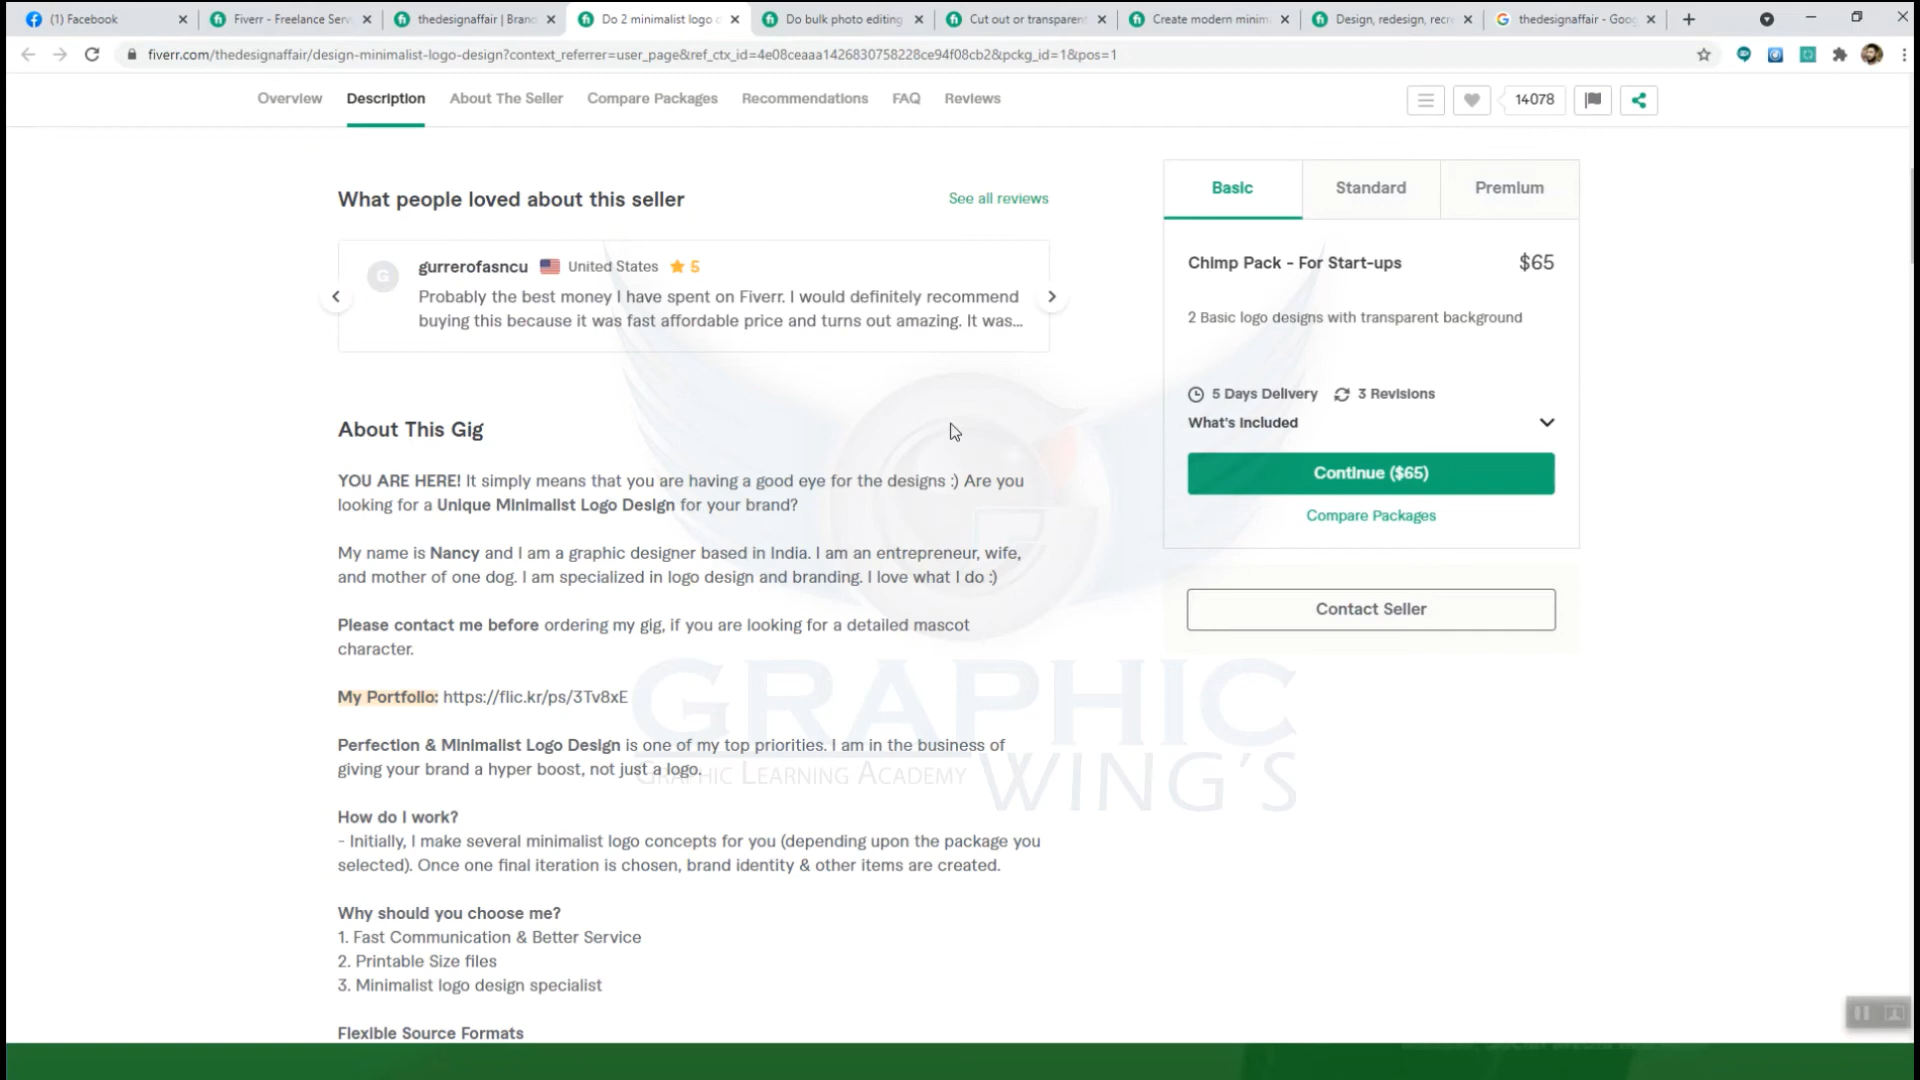 (1) Facebook
Fiverr - Freelance Serv
thedesignaffair | Brand
Do 2 minimalist logo d
Do bulk photo editing
Cut out or transparent
Create modern minim
Design, redesign, recr
thedesignaffair - Goo
fiverr.com/thedesignaffair/design-minimalist-logo-design?context_referrer=user_page&ref_ctx_id=4e08ceaaa1426830758228ce94f08cb2&pckg_id=1&pos=1
Overview
Description
About The Seller
Compare Packages
Recommendations
FAQ
Reviews
14078
What people loved about this seller
See all reviews
G
gurrerofasncu
United States
5
Probably the best money I have spent on Fiverr. I would definitely recommend
buying this because it was fast affordable price and turns out amazing. It was...
About This Gig
YOU ARE HERE! It simply means that you are having a good eye for the designs :) Are you
looking for a Unique Minimalist Logo Design for your brand?
My name is Nancy and I am a graphic designer based in India. I am an entrepreneur, wife,
and mother of one dog. I am specialized in logo design and branding. I love what I do :)
Please contact me before ordering my gig, if you are looking for a detailed mascot
character.
My Portfolio: https://flic.kr/ps/3Tv8xE
Perfection & Minimalist Logo Design is one of my top priorities. I am in the business of
giving your brand a hyper boost, not just a logo.
How do I work?
- Initially, I make several minimalist logo concepts for you (depending upon the package you
selected). Once one final iteration is chosen, brand identity & other items are created.
Why should you choose me?
1. Fast Communication & Better Service
2. Printable Size files
3. Minimalist logo design specialist
Flexible Source Formats
Basic
Standard
Premium
Chimp Pack - For Start-ups
$65
2 Basic logo designs with transparent background
5 Days Delivery
3 Revisions
What's Included
Continue ($65)
Compare Packages
Contact Seller
GRAPHIC
WING'S
GRAPHIC LEARNING ACADEMY